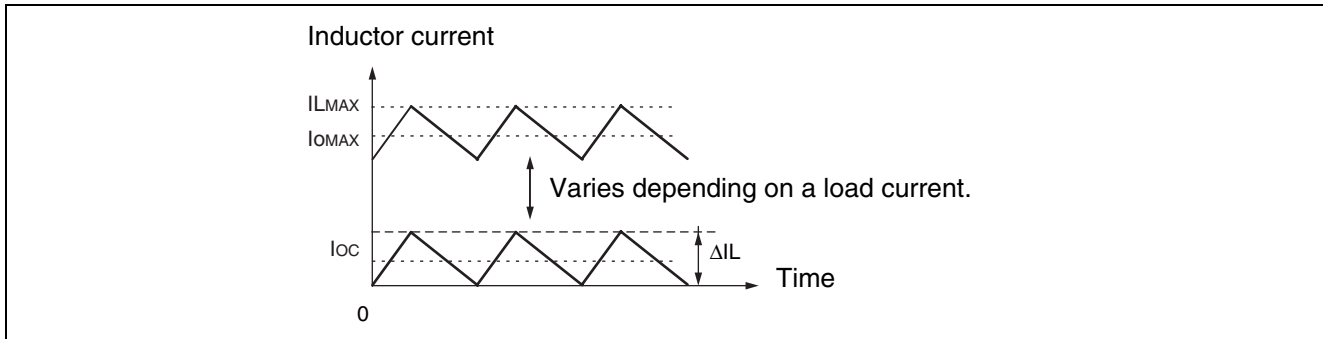 Inductor current
ILMAX
IOMAX
Varies depending on a load current.
IOC
ΔIL
Time
0